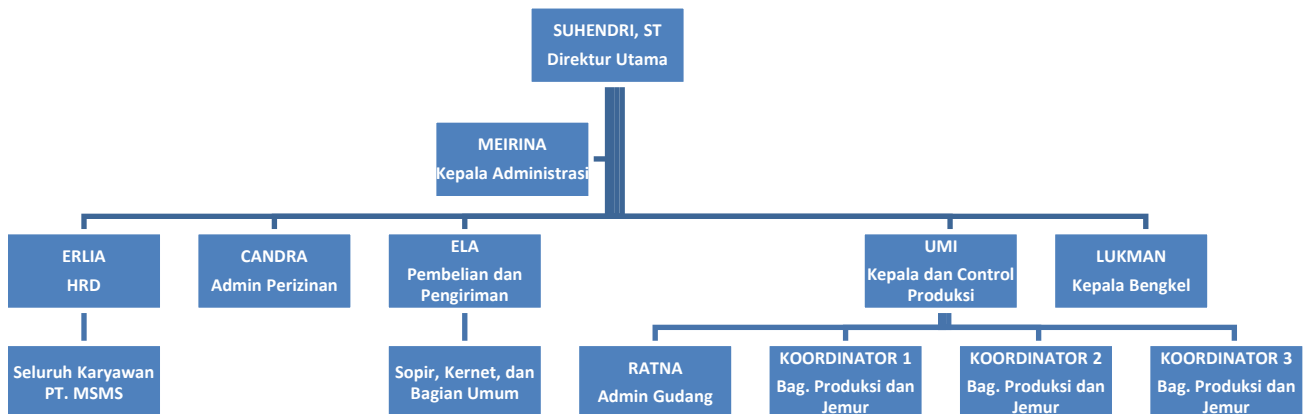 SUHENDRI, ST
Direktur Utama
MEIRINA
Kepala Administrasi
ERLIA
HRD
CANDRA
Admin Perizinan
ELA
Pembelian dan
Pengiriman
UMI
Kepala dan Control
Produksi
LUKMAN
Kepala Bengkel
Seluruh Karyawan
PT. MSMS
Sopir, Kernet, dan
Bagian Umum
RATNA
Admin Gudang
KOORDINATOR 1
Bag. Produksi dan
Jemur
KOORDINATOR 2
Bag. Produksi dan
Jemur
KOORDINATOR 3
Bag. Produksi dan
Jemur